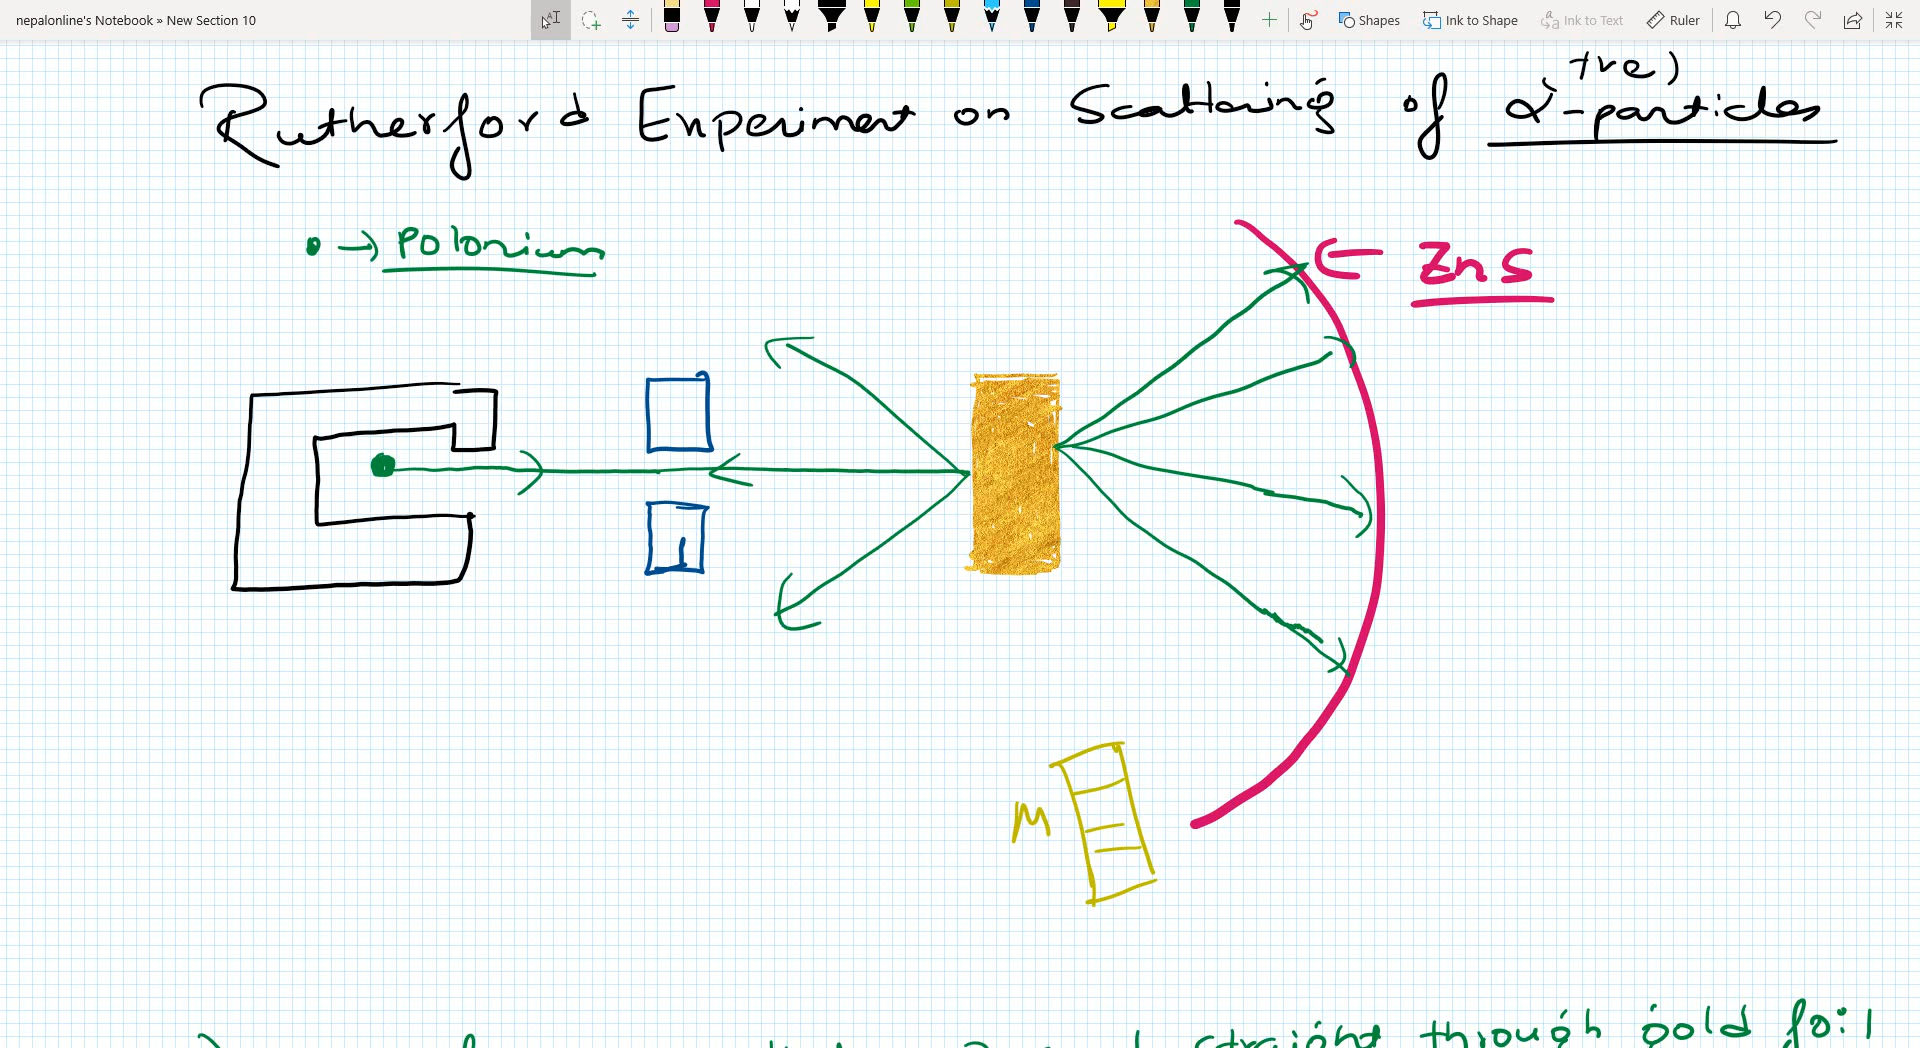 nepalonline's Notebook » New Section 10
Shapes
Ink to Shape
Ink to Text
Ruler
+ve)
Rutherford Experiment on Scattering of α-particles
→ Polonium
ZnS
M
straight through gold foil